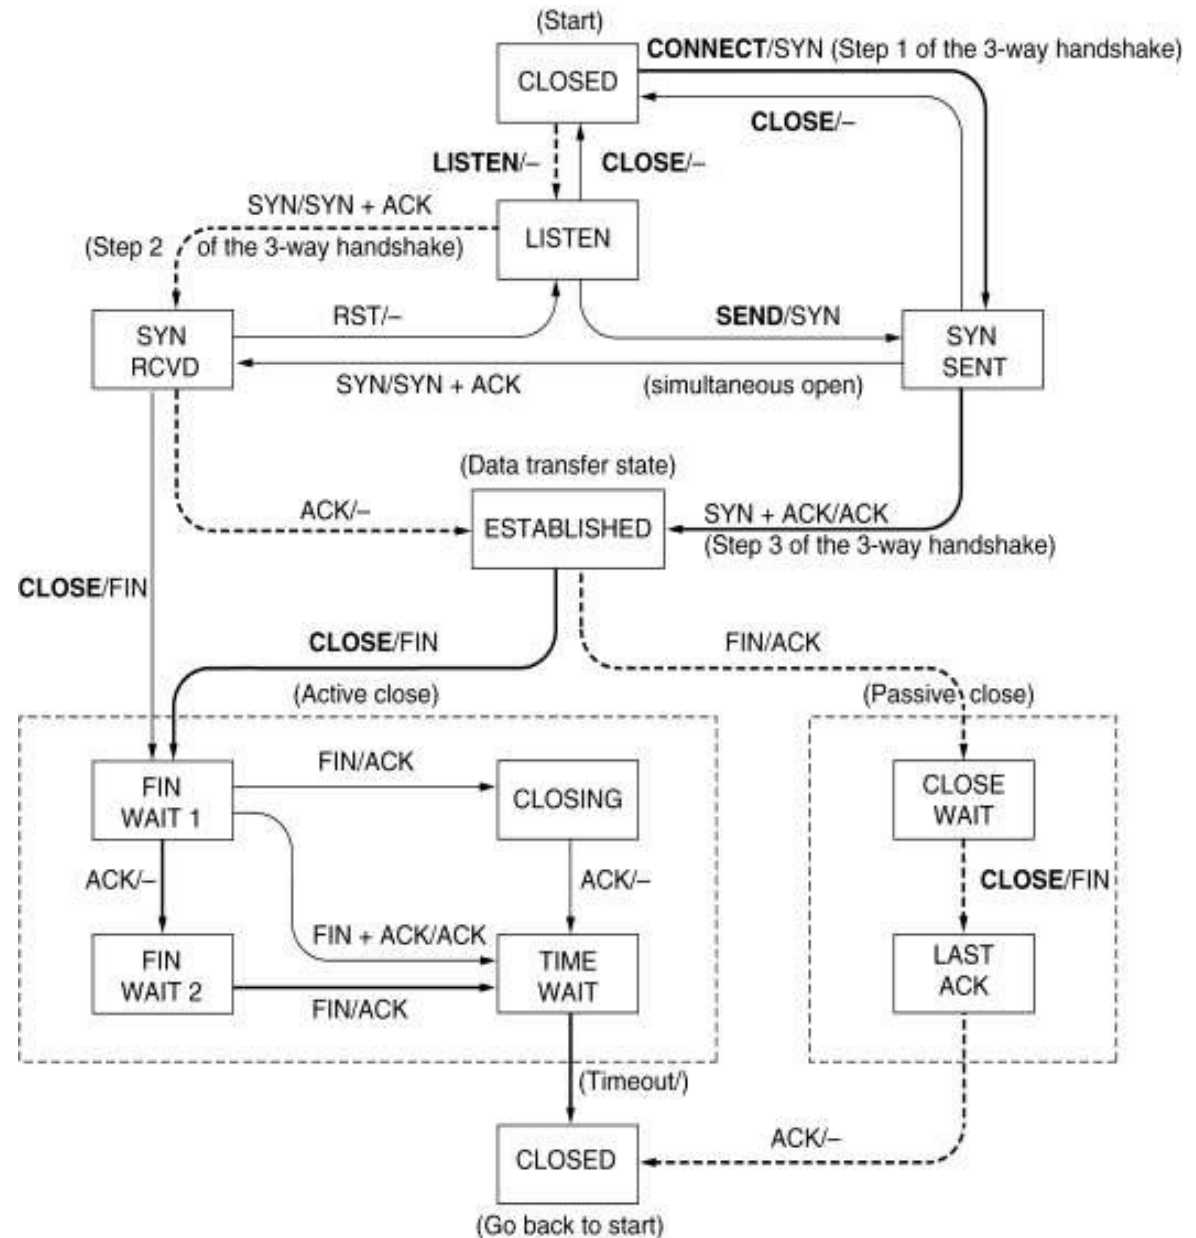 (Start)
CONNECT/SYN (Step 1 of the 3-way handshake)
CLOSED
CLOSE/–
LISTEN/–
CLOSE/–
SYN/SYN + ACK
(Step 2 of the 3-way handshake)
LISTEN
RST/–
SEND/SYN
SYN
RCVD
SYN
SENT
SYN/SYN + ACK
(simultaneous open)
(Data transfer state)
ACK/–
ESTABLISHED
SYN + ACK/ACK
(Step 3 of the 3-way handshake)
CLOSE/FIN
CLOSE/FIN
FIN/ACK
(Active close)
(Passive close)
FIN/ACK
FIN
WAIT 1
CLOSING
CLOSE
WAIT
ACK/–
ACK/–
CLOSE/FIN
FIN + ACK/ACK
FIN
WAIT 2
TIME
WAIT
LAST
ACK
FIN/ACK
(Timeout/)
ACK/–
CLOSED
(Go back to start)